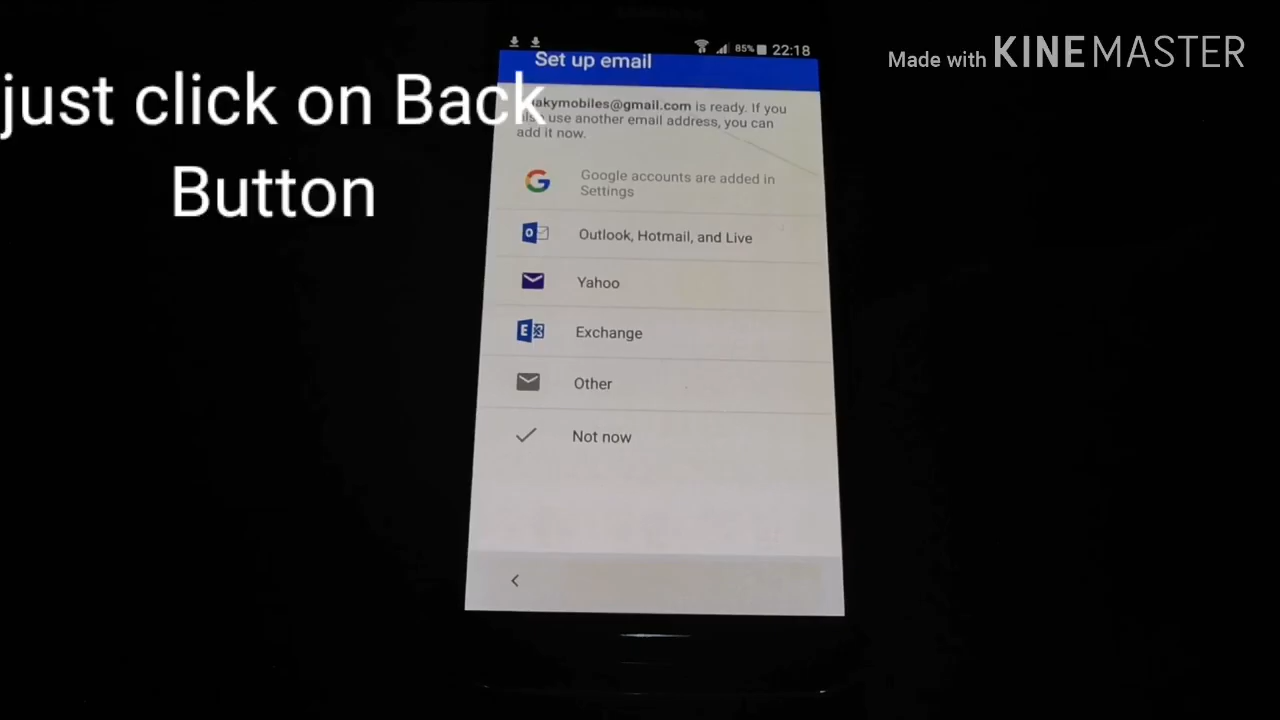 Made with KINEMASTER
just click on Back
Button
85% 22:18
Set up email
akymobiles@gmail.com is ready. If you
use another email address, you can
add it now.
Google accounts are added in
Settings
Outlook, Hotmail, and Live
Yahoo
Exchange
Other
Not now